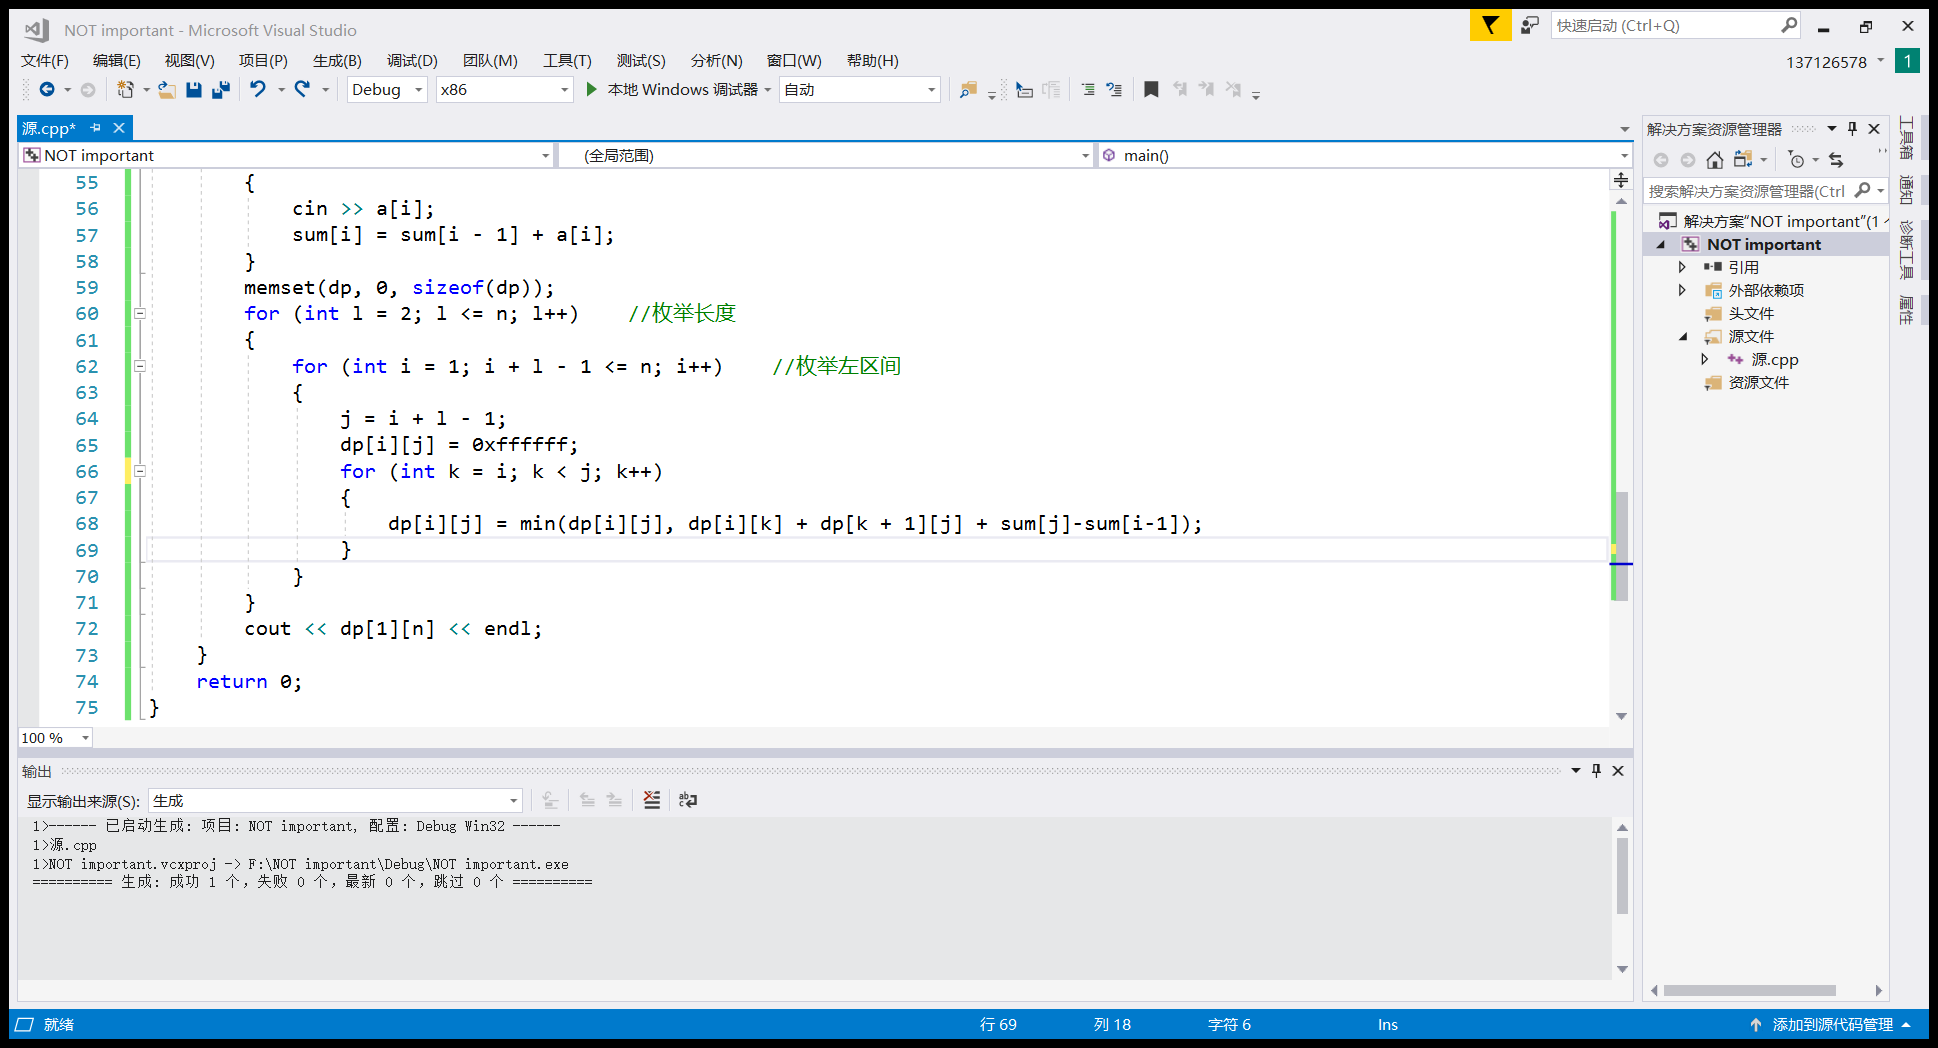 NOT important - Microsoft Visual Studio
快速启动 (Ctrl+Q)
文件(F) 编辑(E) 视图(V) 项目(P) 生成(B) 调试(D) 团队(M) 工具(T) 测试(S) 分析(N) 窗口(W) 帮助(H)
137126578 1
Debug x86 本地 Windows 调试器 自动
源.cpp*
NOT important (全局范围) main()
55 {
56 cin >> a[i];
57 sum[i] = sum[i - 1] + a[i];
58 }
59 memset(dp, 0, sizeof(dp));
60 for (int l = 2; l <= n; l++) //枚举长度
61 {
62 for (int i = 1; i + l - 1 <= n; i++) //枚举左区间
63 {
64 j = i + l - 1;
65 dp[i][j] = 0xffffff;
66 for (int k = i; k < j; k++)
67 {
68 dp[i][j] = min(dp[i][j], dp[i][k] + dp[k + 1][j] + sum[j]-sum[i-1]);
69 }
70 }
71 }
72 cout << dp[1][n] << endl;
73 }
74 return 0;
75 }
100 %
输出
显示输出来源(S): 生成
1>------ 已启动生成: 项目: NOT important, 配置: Debug Win32 ------
1>源.cpp
1>NOT important.vcxproj -> F:\NOT important\Debug\NOT important.exe
========== 生成: 成功 1 个，失败 0 个，最新 0 个，跳过 0 个 ==========
解决方案资源管理器
搜索解决方案资源管理器(Ctrl
解决方案“NOT important”(1
NOT important
引用
外部依赖项
头文件
源文件
源.cpp
资源文件
工具箱
通知
诊断工具
属性
就绪 行 69 列 18 字符 6 Ins 添加到源代码管理